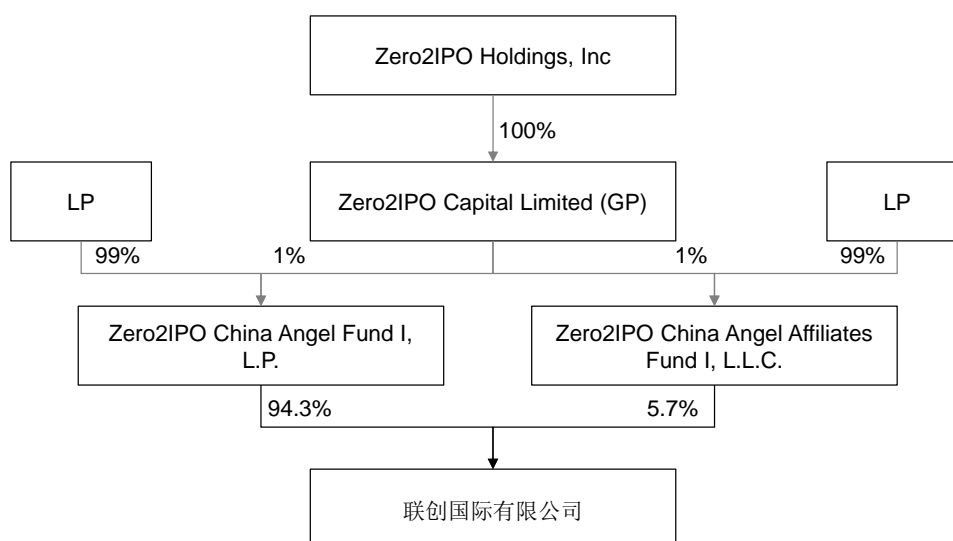 Zero2IPO Holdings, Inc
100%
LP
Zero2IPO Capital Limited (GP)
LP
99%
1%
1%
99%
Zero2IPO China Angel Fund I,
L.P.
Zero2IPO China Angel Affiliates
Fund I, L.L.C.
94.3%
5.7%
联创国际有限公司